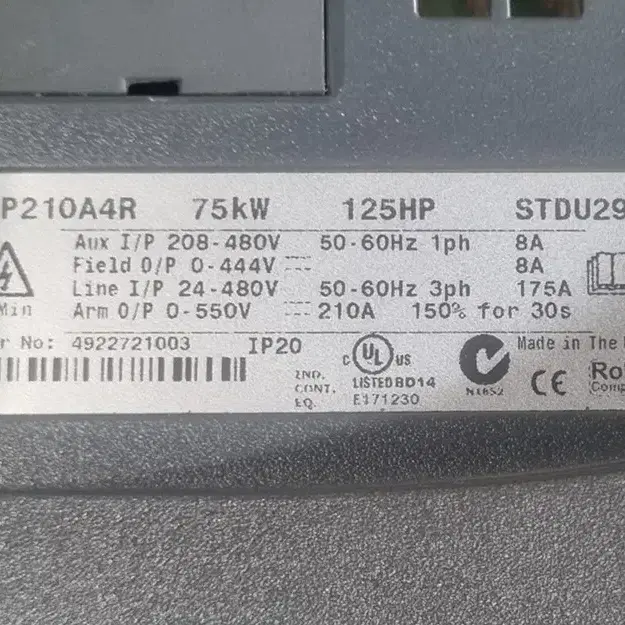 P210A4R 75kW 125HP STDU29
Aux I/P 208-480V 50-60Hz 1ph 8A
Field O/P 0-444V 8A
Line I/P 24-480V 50-60Hz 3ph 175A
Min Arm O/P 0-550V 210A 150% for 30s
r No: 4922721003 IP20
c UL US
Made in The
IND. CONT. EQ.
LISTED 8D14
E171230
N1652
CE
Ro
Comp